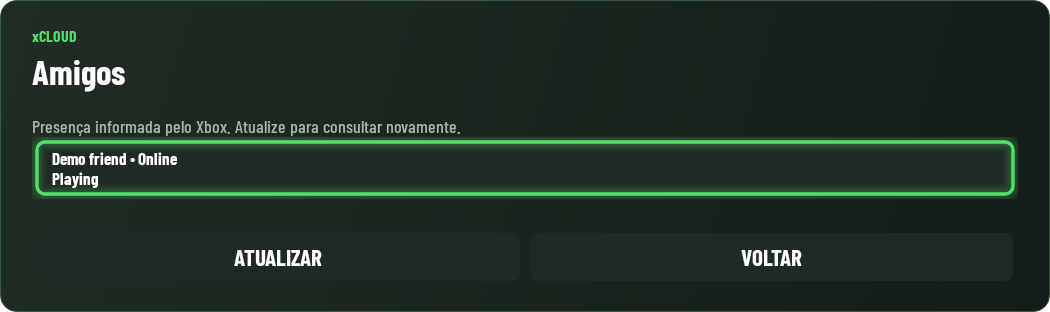 xCLOUD
Amigos
Presença informada pelo Xbox. Atualize para consultar novamente.
Demo friend • Online
Playing
ATUALIZAR
VOLTAR